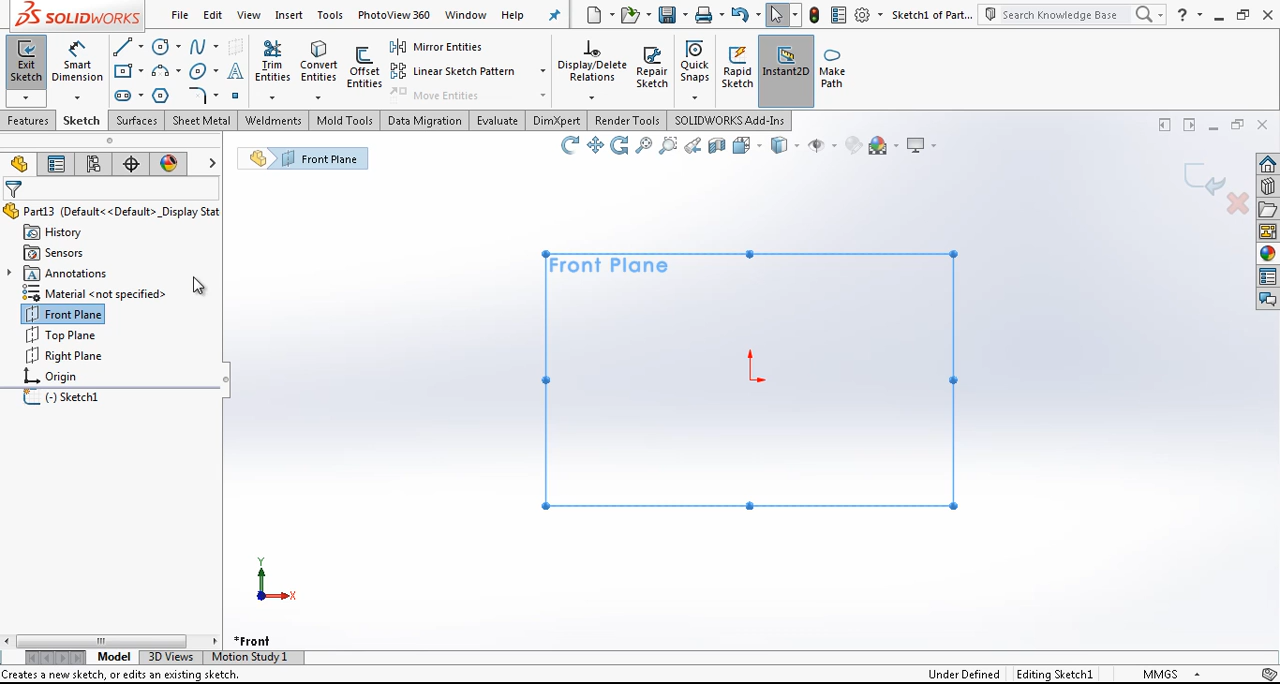 SOLIDWORKS File Edit View Insert Tools PhotoView 360 Window Help Sketch1 of Part... Search Knowledge Base ?
Exit Sketch
Smart Dimension
Trim Entities
Convert Entities
Offset Entities
Mirror Entities
Linear Sketch Pattern
Move Entities
Display/Delete Relations
Repair Sketch
Quick Snaps
Rapid Sketch
Instant2D
Make Path
Features Sketch Surfaces Sheet Metal Weldments Mold Tools Data Migration Evaluate DimXpert Render Tools SOLIDWORKS Add-Ins
Front Plane
Part13 (Default<<Default>_Display Stat
History
Sensors
Annotations
Material <not specified>
Front Plane
Top Plane
Right Plane
Origin
(-) Sketch1
Front Plane
Y
X
*Front
Model 3D Views Motion Study 1
Creates a new sketch, or edits an existing sketch. Under Defined Editing Sketch1 MMGS